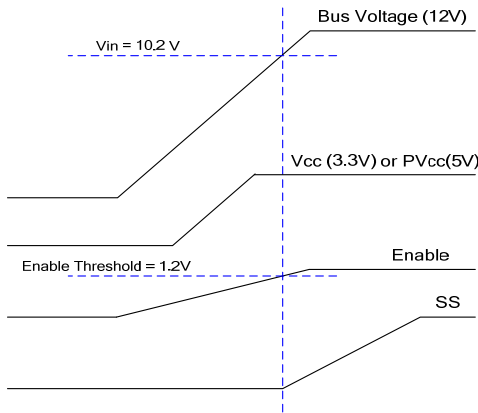 Bus Voltage (12V)
Vin = 10.2 V
Vcc (3.3V) or PVcc(5V)
Enable
Enable Threshold = 1.2V
SS